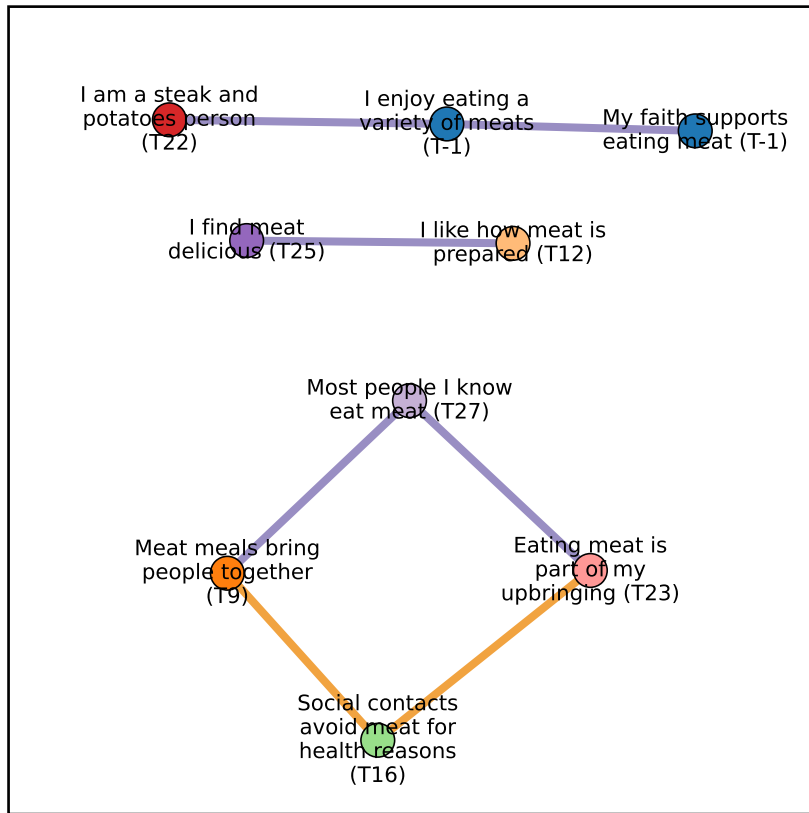 I am a steak and
potatoes person
(T22)
I enjoy eating a
variety of meats
(T-1)
My faith supports
eating meat (T-1)
I find meat
delicious (T25)
I like how meat is
prepared (T12)
Most people I know
eat meat (T27)
Meat meals bring
people together
(T9)
Eating meat is
part of my
upbringing (T23)
Social contacts
avoid meat for
health reasons
(T16)